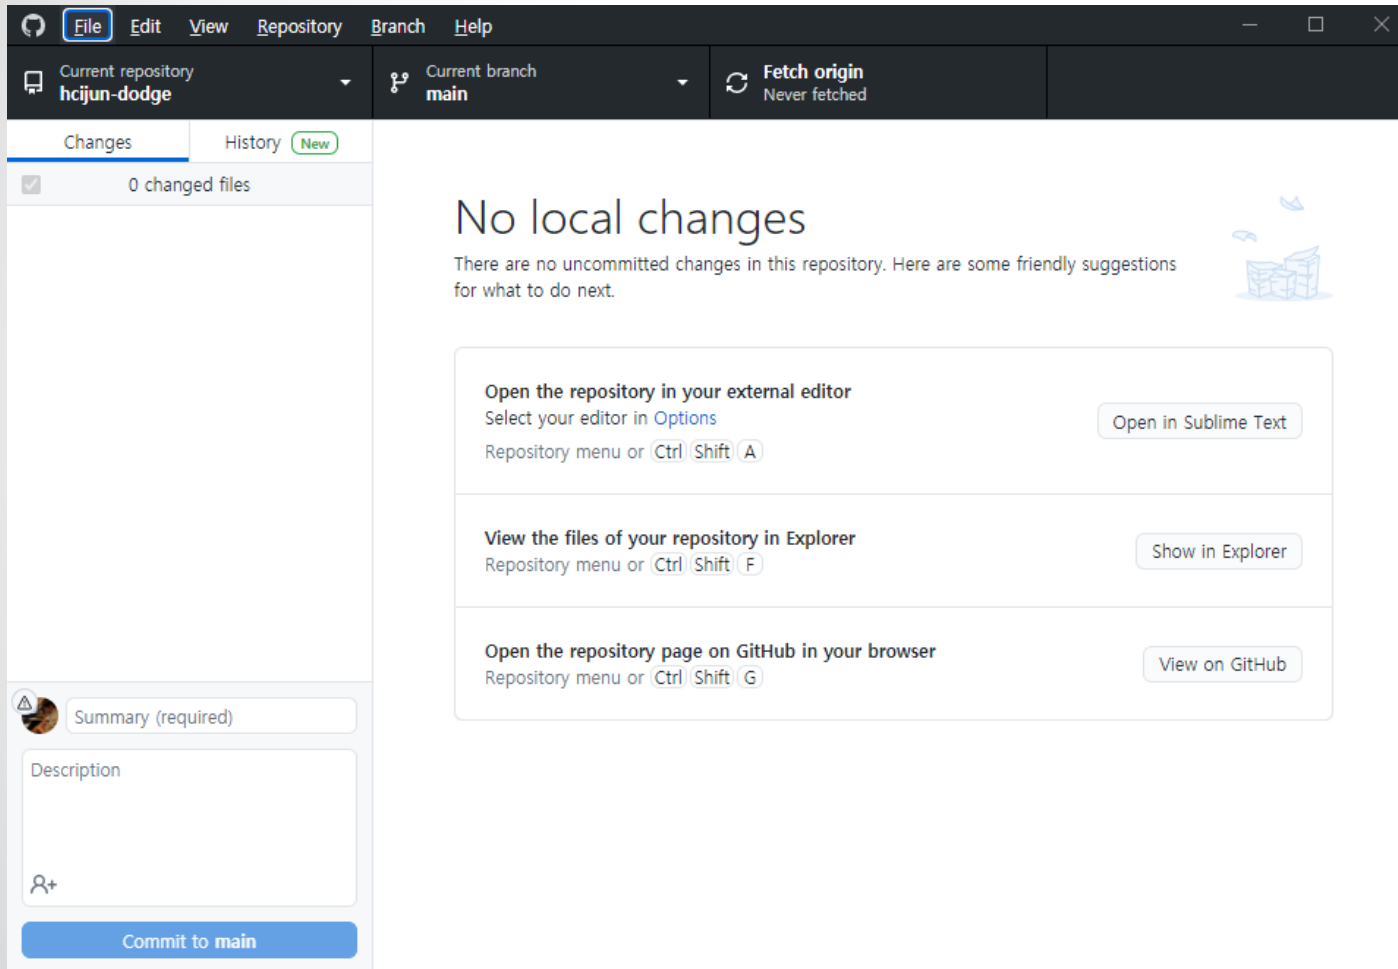 File Edit View Repository Branch Help
Current repository
hcijun-dodge
Current branch
main
Fetch origin
Never fetched
Changes
History New
0 changed files
No local changes
There are no uncommitted changes in this repository. Here are some friendly suggestions
for what to do next.
Open the repository in your external editor
Select your editor in Options
Repository menu or Ctrl Shift A
Open in Sublime Text
View the files of your repository in Explorer
Repository menu or Ctrl Shift F
Show in Explorer
Open the repository page on GitHub in your browser
Repository menu or Ctrl Shift G
View on GitHub
Summary (required)
Description
Commit to main